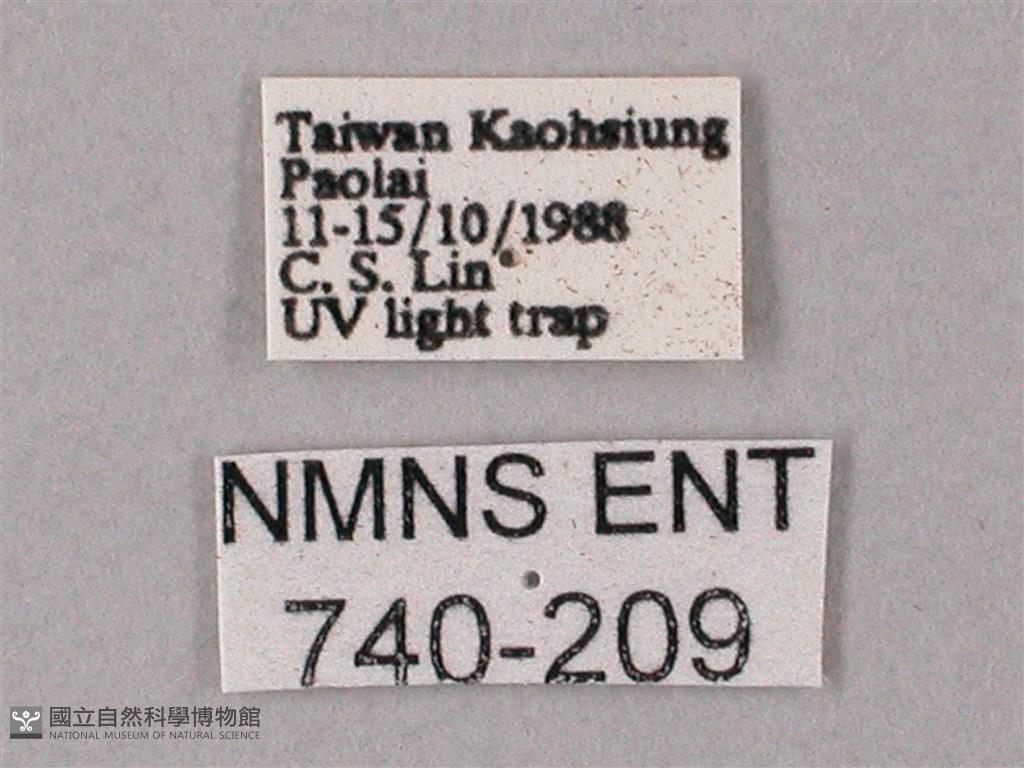 Taiwan Kaohsiung
Paolai
11-15/10/1988
C. S. Lin
UV light trap
NMNS ENT
740-209
國立自然科學博物館
NATIONAL MUSEUM OF NATURAL SCIENCE